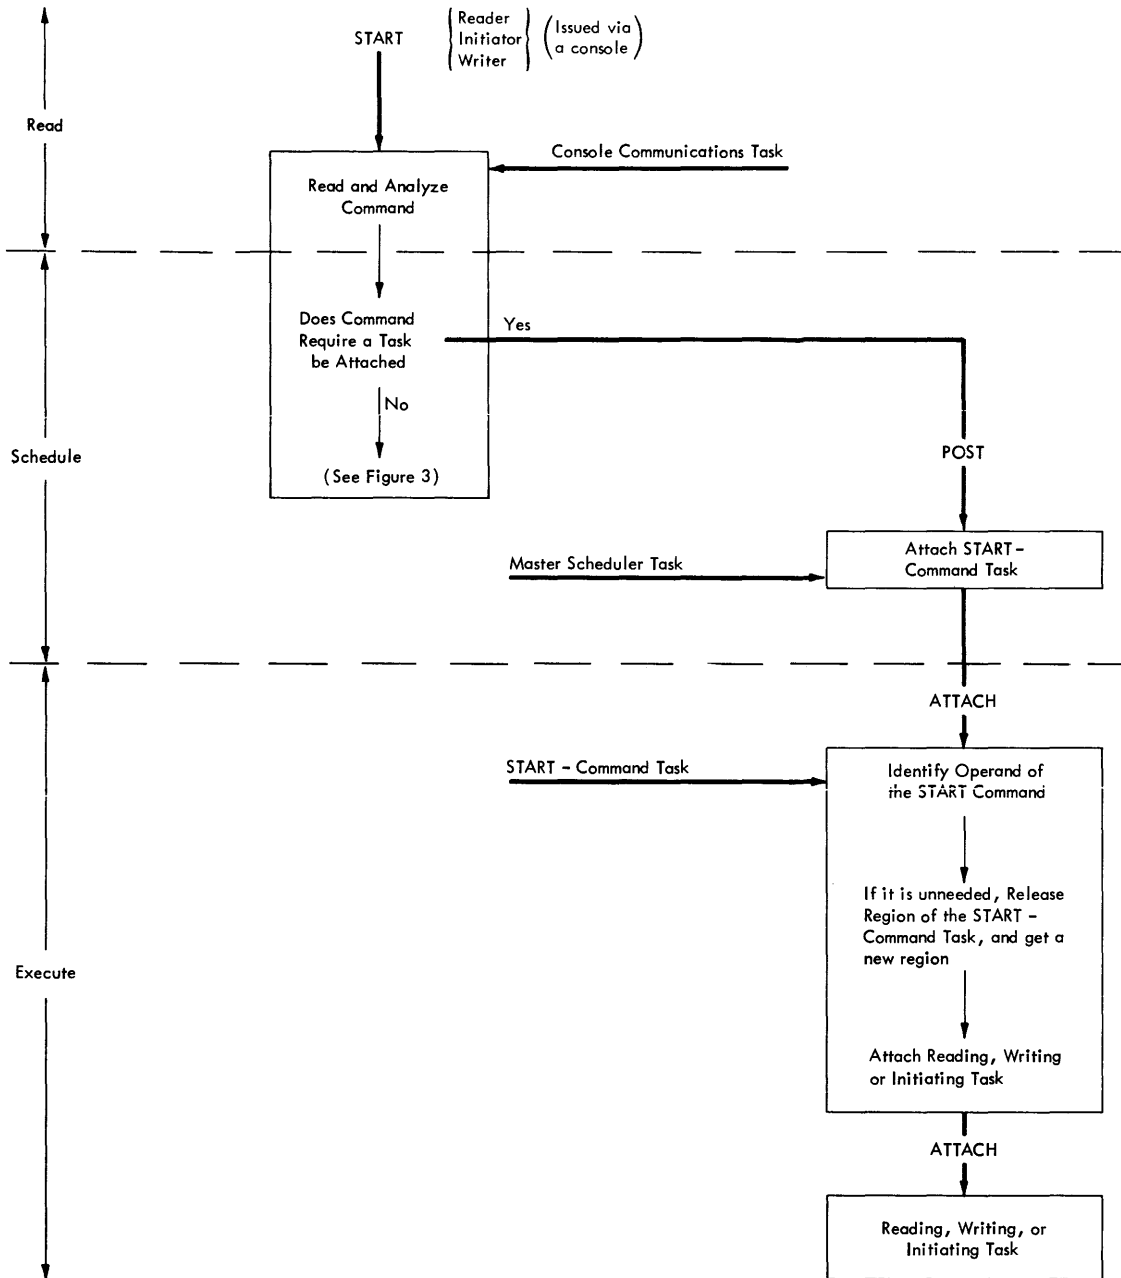 START
Reader
Initiator
Writer
(Issued via
a console)
Read
Console Communications Task
Read and Analyze
Command
Does Command
Require a Task
be Attached
Yes
No
(See Figure 3)
Schedule
POST
Attach START -
Command Task
Master Scheduler Task
ATTACH
START - Command Task
Identify Operand of
the START Command
If it is unneeded, Release
Region of the START -
Command Task, and get a
new region
Execute
Attach Reading, Writing
or Initiating Task
ATTACH
Reading, Writing, or
Initiating Task